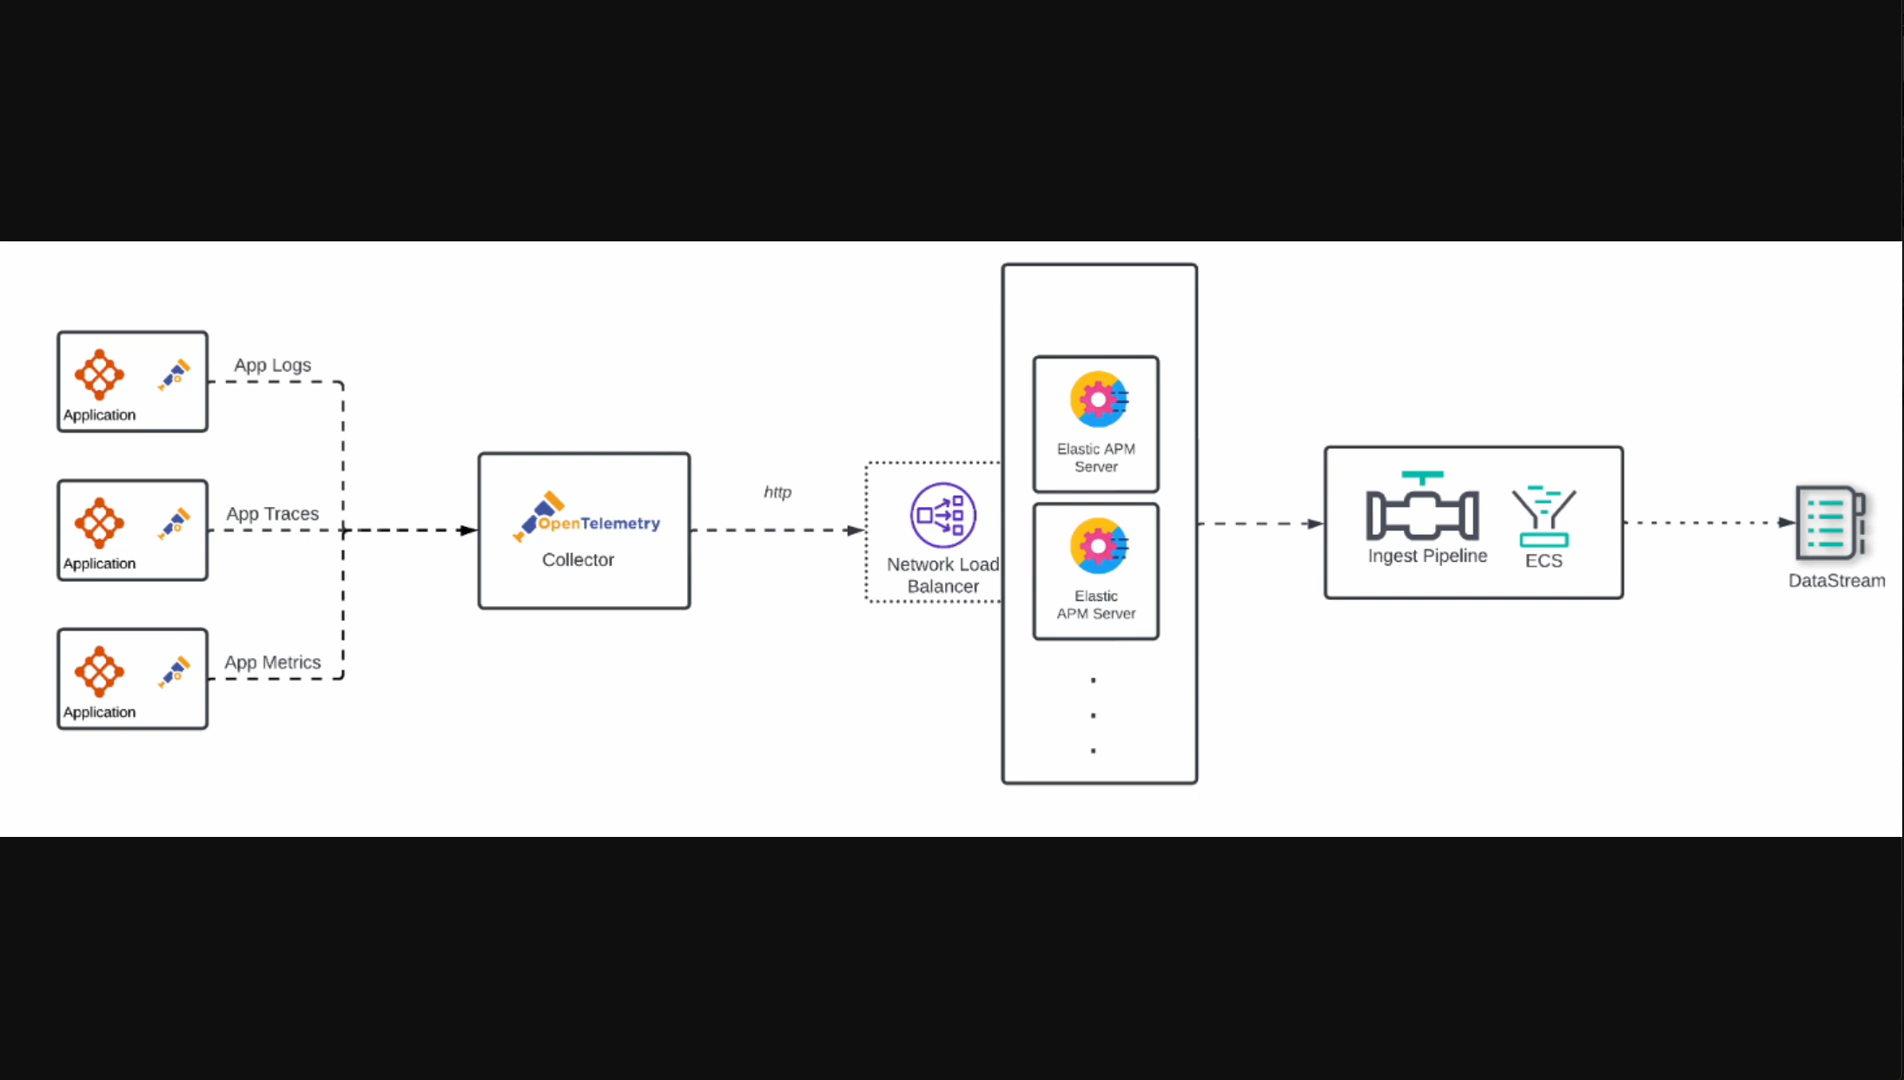 App Logs
Application
App Traces
Application
App Metrics
Application
OpenTelemetry
Collector
http
Network Load
Balancer
Elastic APM
Server
Elastic
APM Server
Ingest Pipeline
ECS
DataStream